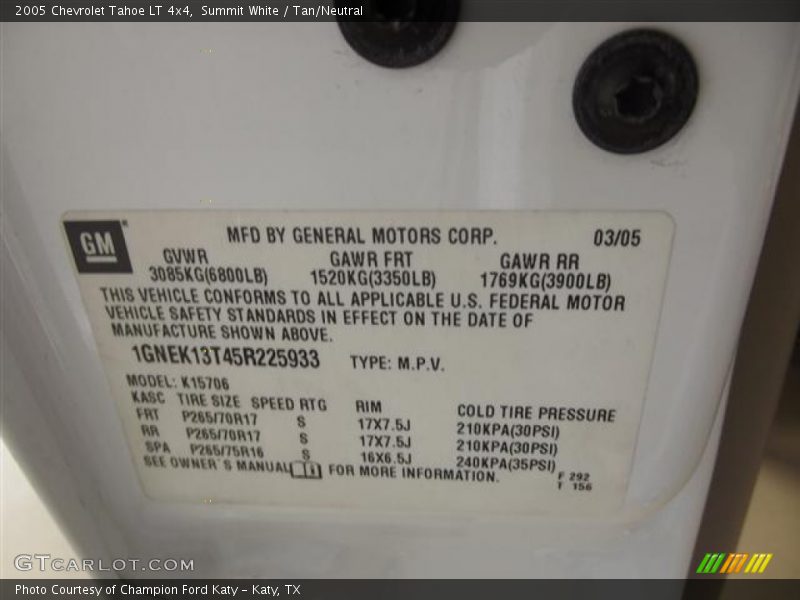 2005 Chevrolet Tahoe LT 4x4,  Summit White / Tan/Neutral
GM
MFD BY GENERAL MOTORS CORP. 03/05
GVWR GAWR FRT GAWR RR
3085KG(6800LB) 1520KG(3350LB) 1769KG(3900LB)
THIS VEHICLE CONFORMS TO ALL APPLICABLE U.S. FEDERAL MOTOR
VEHICLE SAFETY STANDARDS IN EFFECT ON THE DATE OF
MANUFACTURE SHOWN ABOVE.
1GNEK13T45R225933 TYPE: M.P.V.
MODEL: K15706
KASC TIRE SIZE SPEED RTG RIM COLD TIRE PRESSURE
FRT P265/70R17 S 17X7.5J 210KPA(30PSI)
RR P265/70R17 S 17X7.5J 210KPA(30PSI)
SPA P265/75R16 S 16X6.5J 240KPA(35PSI)
SEE OWNER'S MANUAL FOR MORE INFORMATION.
F 292
T 156
GTCARLOT.COM
Photo Courtesy of Champion Ford Katy – Katy, TX